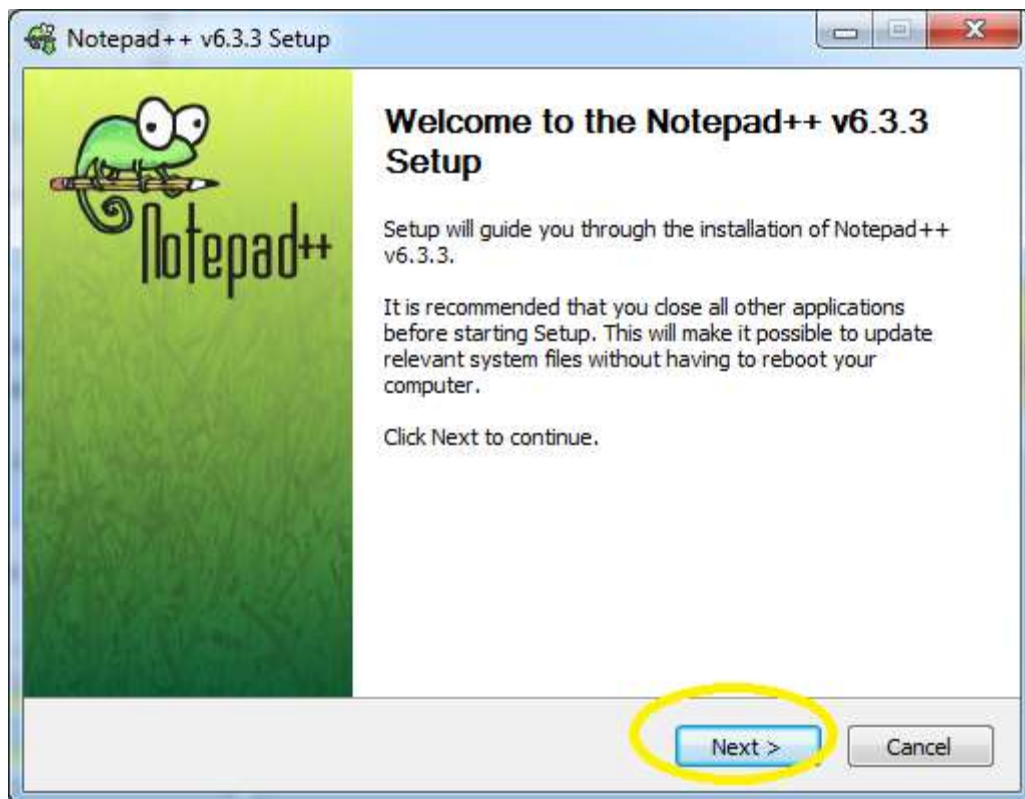 Notepad++ v6.3.3 Setup
Notepad++
Welcome to the Notepad++ v6.3.3
Setup
Setup will guide you through the installation of Notepad++
v6.3.3.
It is recommended that you close all other applications
before starting Setup. This will make it possible to update
relevant system files without having to reboot your
computer.
Click Next to continue.
Next >
Cancel